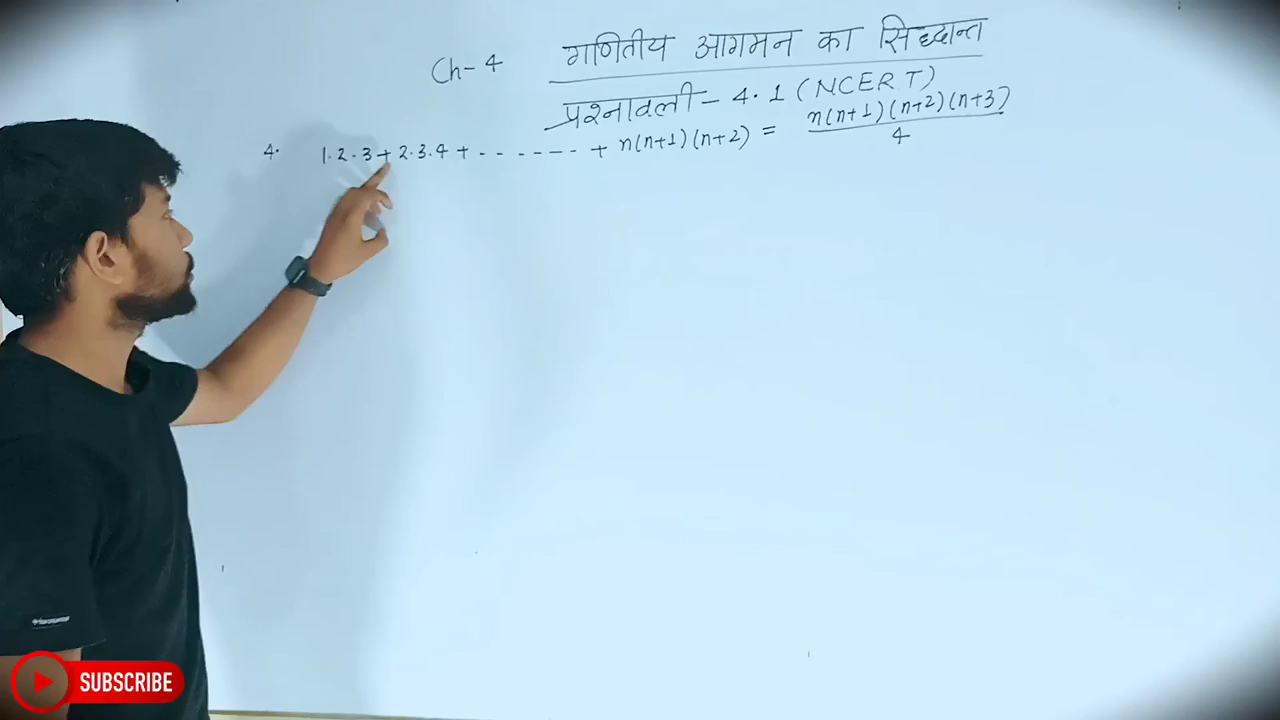 Ch-4 गणितीय आगमन का सिद्धान्त
प्रश्नावली - 4.1 (NCERT)
4. 1.2.3 + 2.3.4 + ------- + n(n+1)(n+2) = n(n+1)(n+2)(n+3)/4
SUBSCRIBE